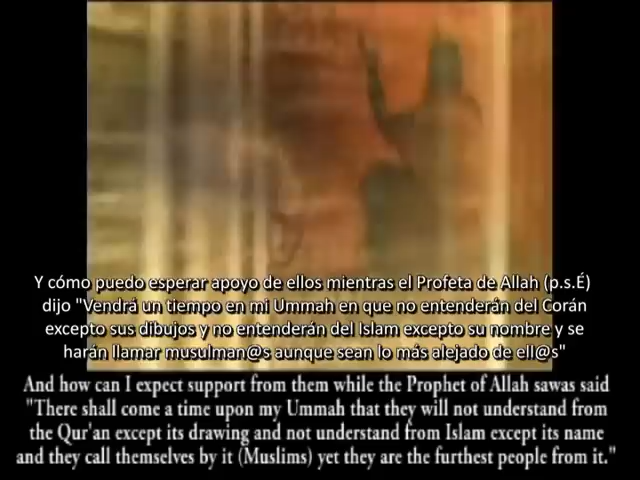 Y cómo puedo esperar apoyo de ellos mientras el Profeta de Allah (p.s.É)
dijo "Vendrá un tiempo en mi Ummah en que no entenderán del Corán
excepto sus dibujos y no entenderán del Islam excepto su nombre y se
harán llamar musulman@s aunque sean lo más alejado de ell@s"
And how can I expect support from them while the Prophet of Allah sawas said
"There shall come a time upon my Ummah that they will not understand from
the Qur'an except its drawing and not understand from Islam except its name
and they call themselves by it (Muslims) yet they are the furthest people from it."